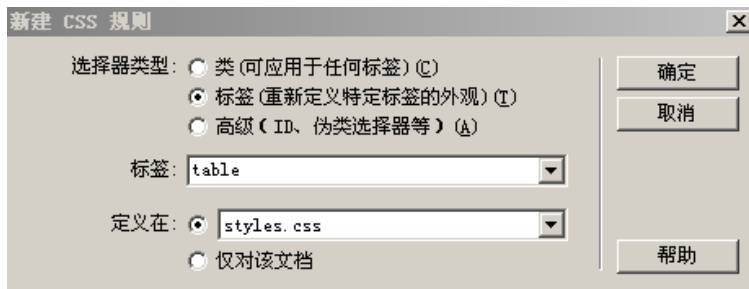 新建 CSS 规则
选择器类型: 类(可应用于任何标签)(C)
标签(重新定义特定标签的外观)(T)
高级(ID、伪类选择器等)(A)
标签: table
定义在: styles.css
仅对该文档
确定
取消
帮助